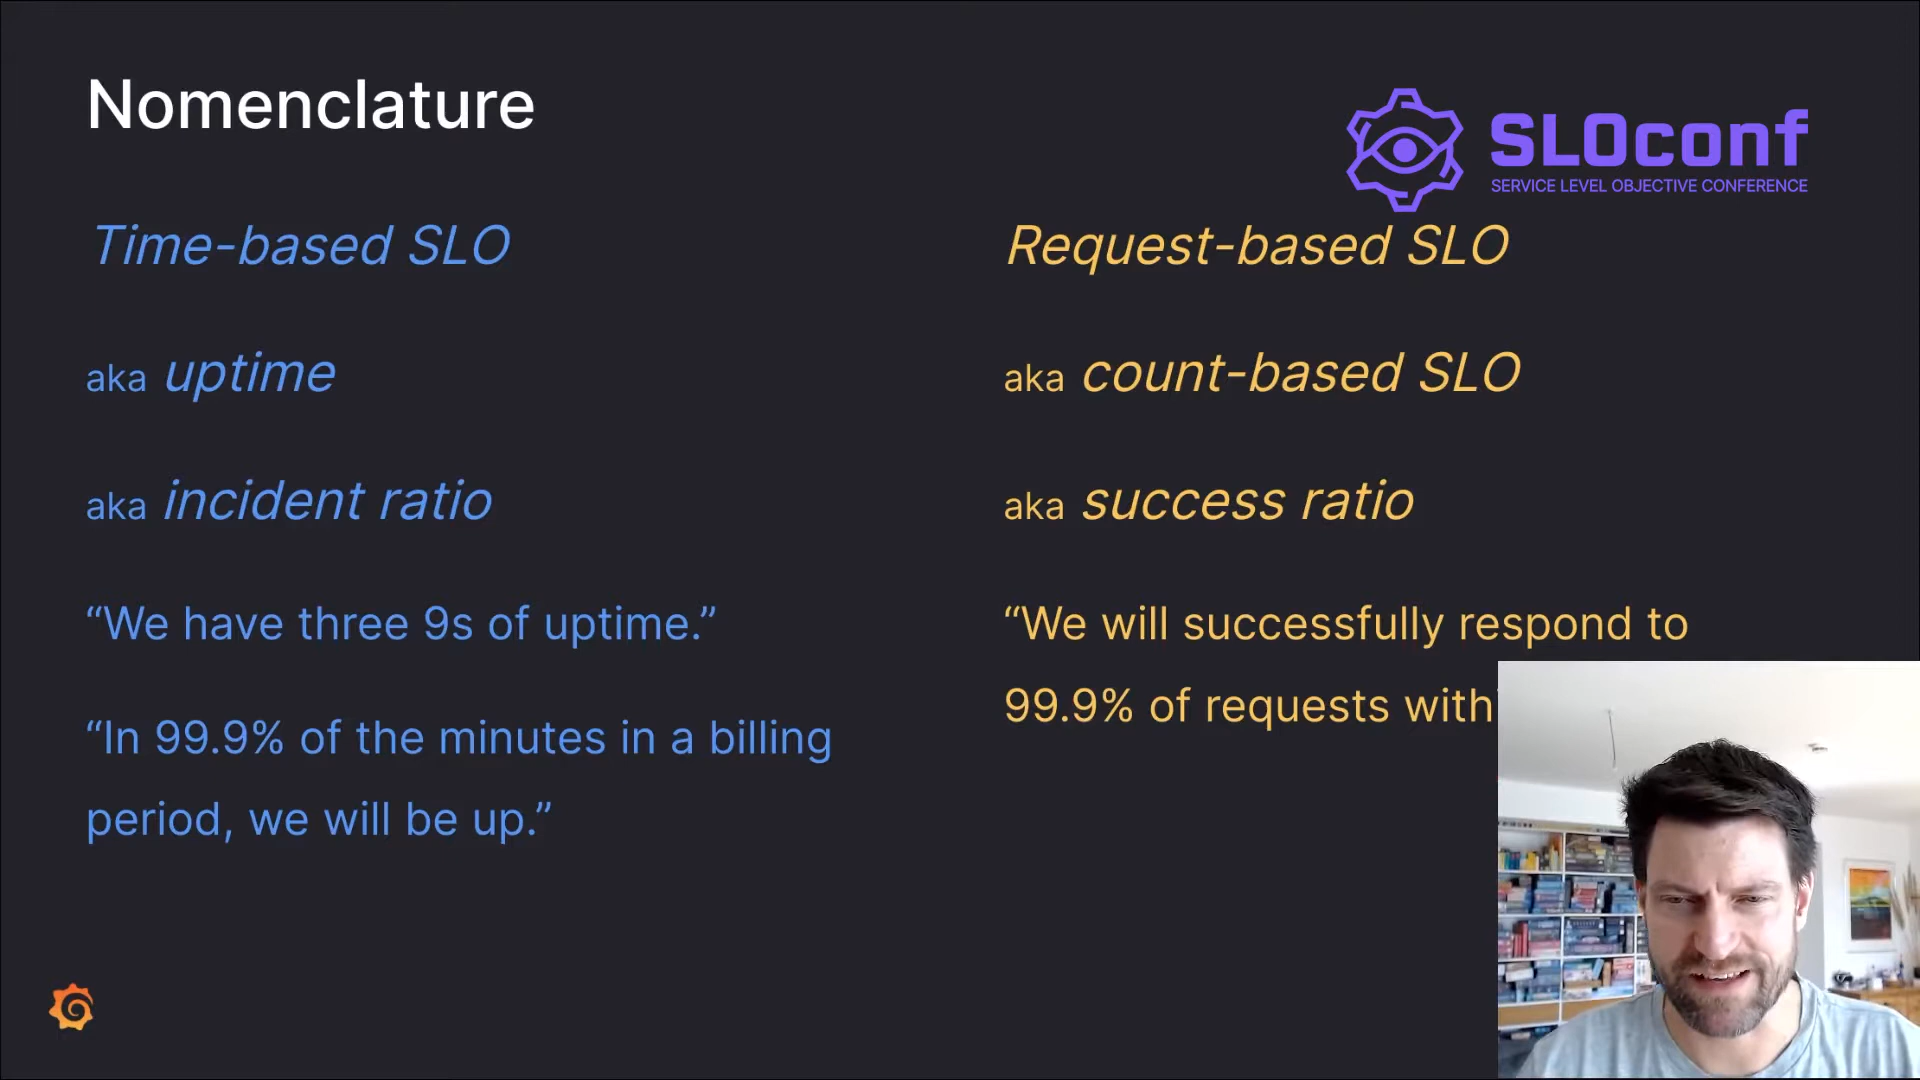 Nomenclature
SLOconf
SERVICE LEVEL OBJECTIVE CONFERENCE
Time-based SLO
aka uptime
aka incident ratio
“We have three 9s of uptime.”
“In 99.9% of the minutes in a billing
period, we will be up.”
Request-based SLO
aka count-based SLO
aka success ratio
“We will successfully respond to
99.9% of requests with